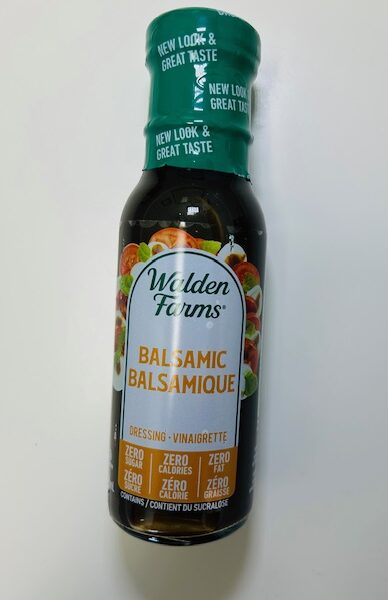 NEW LOOK &
GREAT TASTE
NEW LOOK &
GREAT TASTE
NEW LOOK &
GREAT TASTE
Walden
Farms®
BALSAMIC
BALSAMIQUE
DRESSING · VINAIGRETTE
ZERO
SUGAR
ZÉRO
SUCRE
ZERO
CALORIES
ZÉRO
CALORIE
ZERO
FAT
ZÉRO
GRAISSE
CONTAINS / CONTIENT DU SUCRALOSE